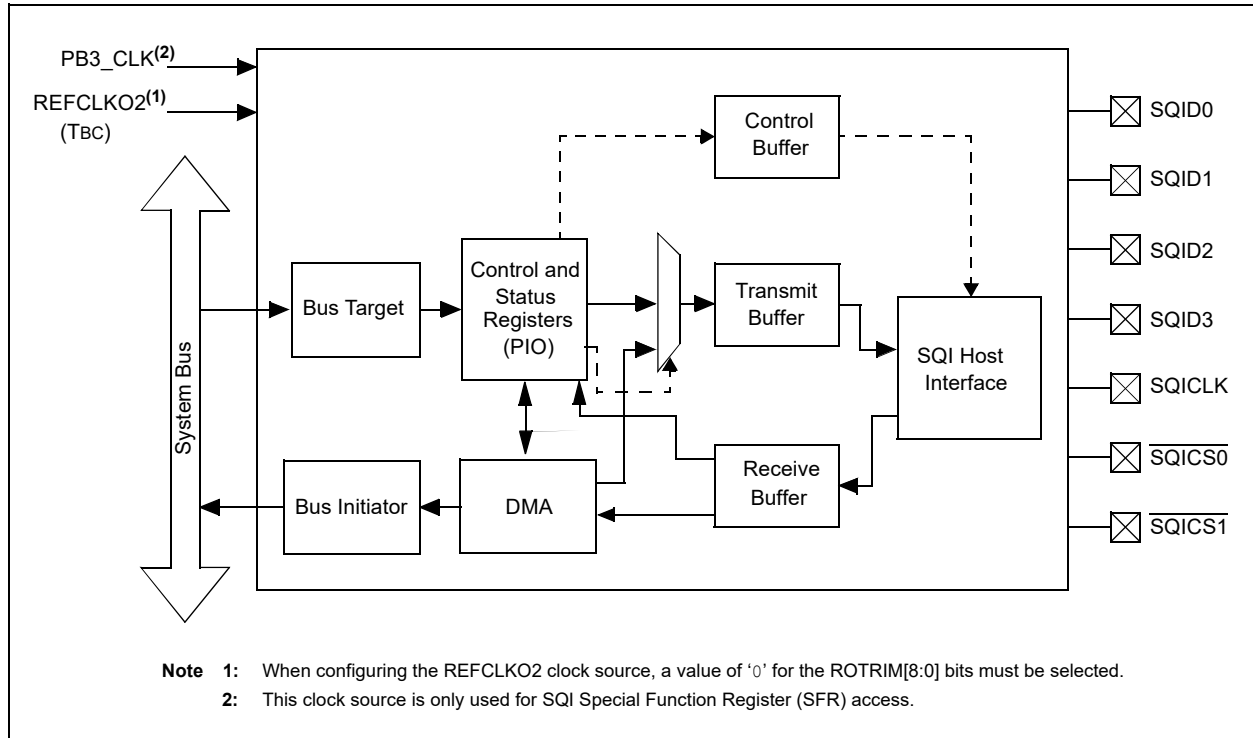 PB3_CLK(2)
REFCLKO2(1)
(TBC)
System Bus
Bus Target
Control and
Status
Registers
(PIO)
Control
Buffer
Transmit
Buffer
SQI Host
Interface
Bus Initiator
DMA
Receive
Buffer
SQID0
SQID1
SQID2
SQID3
SQICLK
SQICS0
SQICS1
Note 1: When configuring the REFCLKO2 clock source, a value of ‘0’ for the ROTRIM[8:0] bits must be selected.
2: This clock source is only used for SQI Special Function Register (SFR) access.